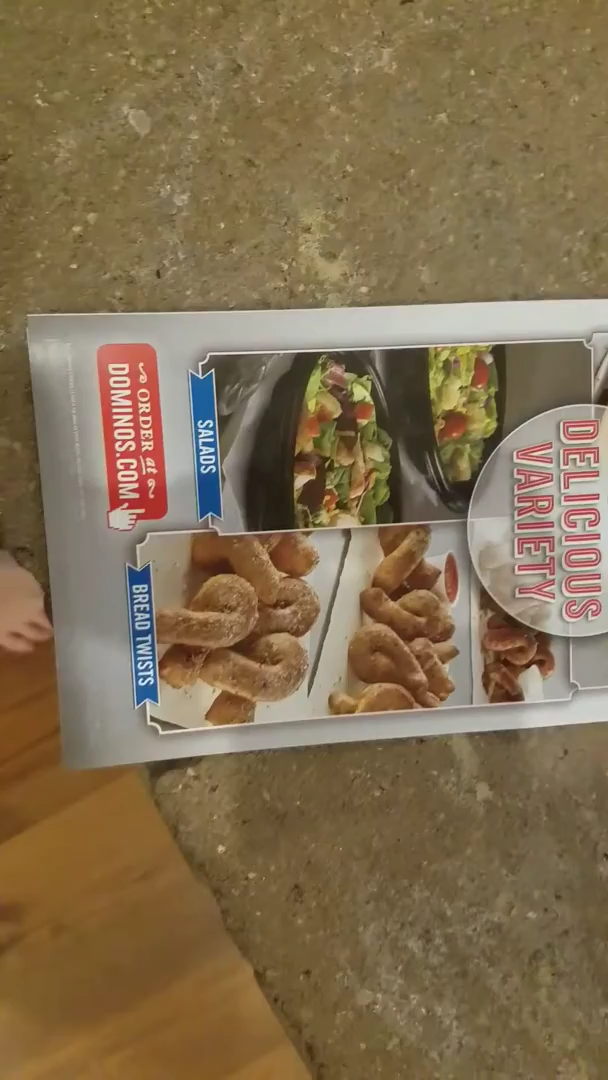 DELICIOUS
VARIETY
SALADS
BREAD TWISTS
ORDER at
DOMINOS.COM